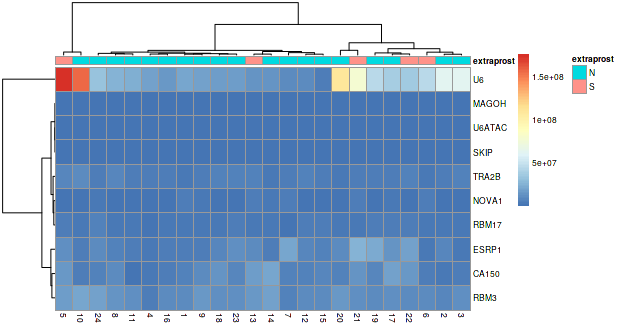 extraprost
extraprost
N
S
U6
MAGOH
U6ATAC
SKIP
TRA2B
NOVA1
RBM17
ESRP1
CA150
RBM3
1.5e+08
1e+08
5e+07
5 10 24 8 11 4 16 1 9 18 23 13 14 7 12 15 20 21 19 17 22 6 2 3